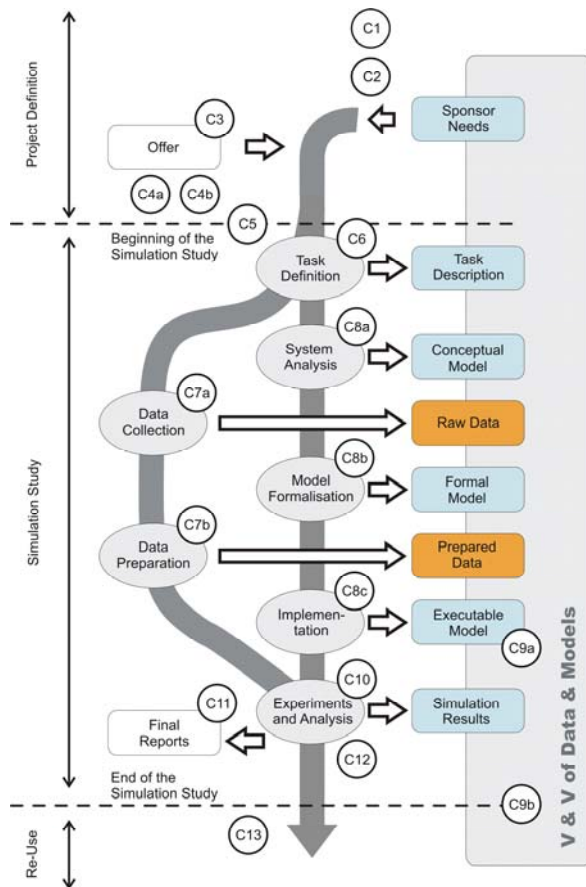 C1
C2
Project Definition
C3
Offer
Sponsor
Needs
C4a
C4b
C5
Beginning of the
Simulation Study
C6
Task
Definition
Task
Description
C8a
System
Analysis
Conceptual
Model
C7a
Data
Collection
Raw Data
C8b
Model
Formalisation
Formal
Model
Simulation Study
C7b
Data
Preparation
Prepared
Data
C8c
Implemen-
tation
Executable
Model
C9a
C10
Experiments
and Analysis
Simulation
Results
C11
Final
Reports
C12
End of the
Simulation Study
C9b
C13
Re-Use
V & V of Data & Models